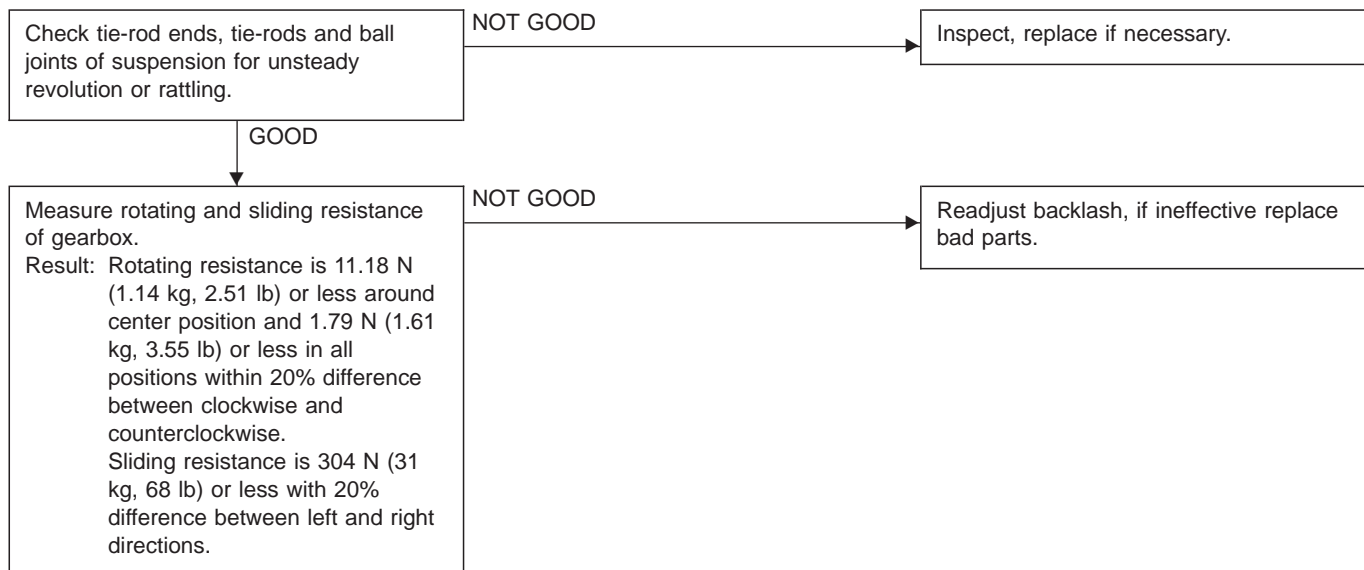 Check tie-rod ends, tie-rods and ball
joints of suspension for unsteady
revolution or rattling.
NOT GOOD
Inspect, replace if necessary.
GOOD
Measure rotating and sliding resistance
of gearbox.
Result: Rotating resistance is 11.18 N
(1.14 kg, 2.51 lb) or less around
center position and 1.79 N (1.61
kg, 3.55 lb) or less in all
positions within 20% difference
between clockwise and
counterclockwise.
Sliding resistance is 304 N (31
kg, 68 lb) or less with 20%
difference between left and right
directions.
NOT GOOD
Readjust backlash, if ineffective replace
bad parts.